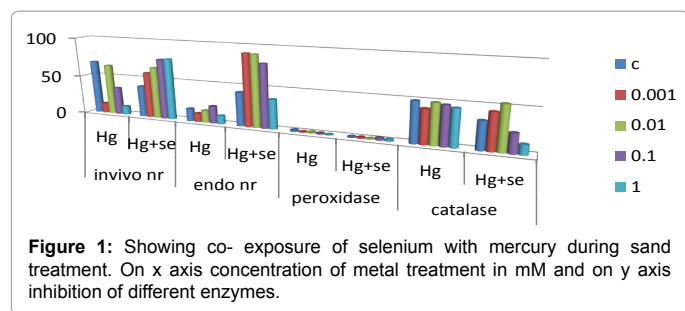 100
50
0
Hg
Hg+se
Hg
Hg+se
Hg
Hg+se
Hg
Hg+se
invivo nr
endo nr
peroxidase
catalase
c
0.001
0.01
0.1
1
Figure 1: Showing co- exposure of selenium with mercury during sand
treatment. On x axis concentration of metal treatment in mM and on y axis
inhibition of different enzymes.